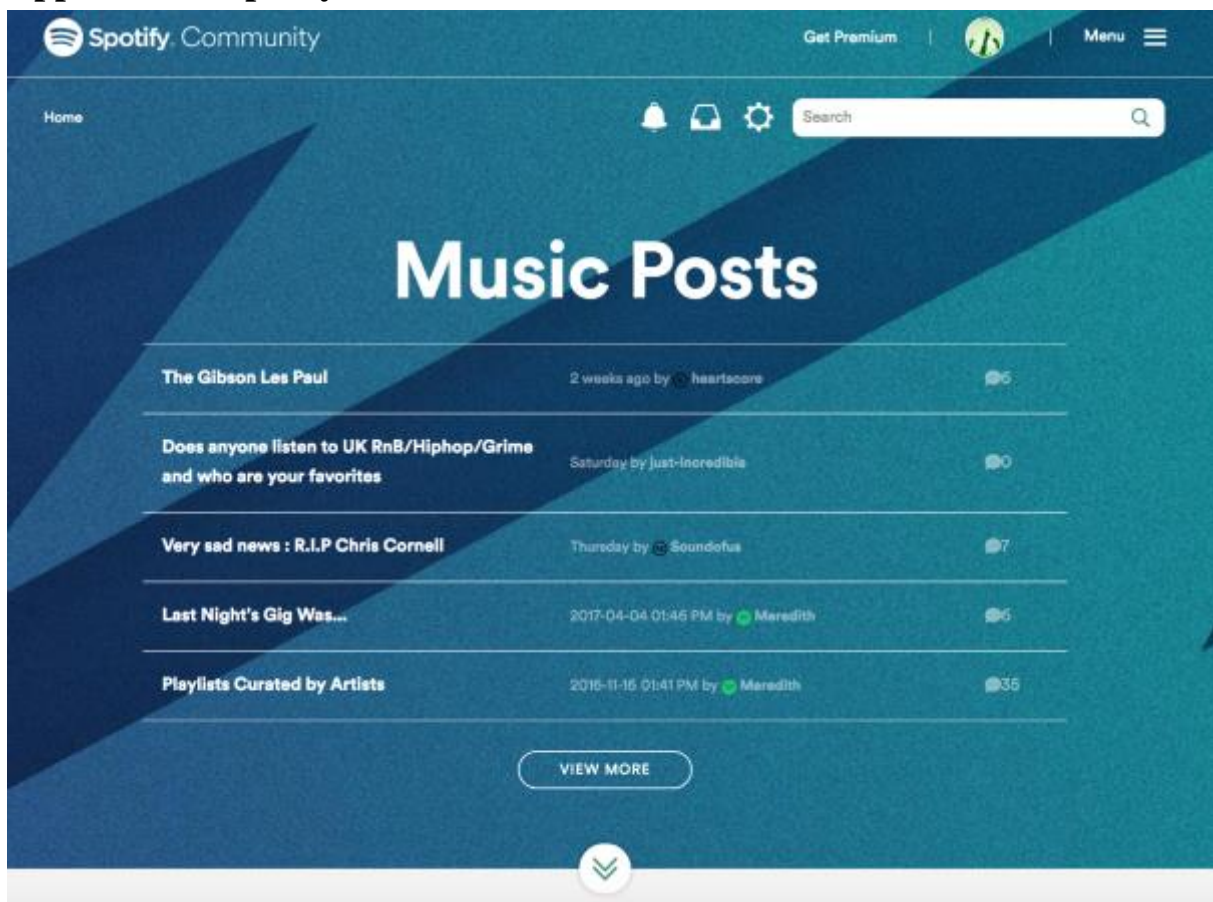 Spotify Community
Get Premium | | Menu
Home
Search
Music Posts
The Gibson Les Paul 2 weeks ago by heartscore 6
Does anyone listen to UK RnB/Hiphop/Grime
and who are your favorites
Saturday by just-incredible 0
Very sad news : R.I.P Chris Cornell Thursday by Soundofus 7
Last Night's Gig Was... 2017-04-04 01:46 PM by Meredith 6
Playlists Curated by Artists 2016-11-16 01:41 PM by Meredith 35
VIEW MORE